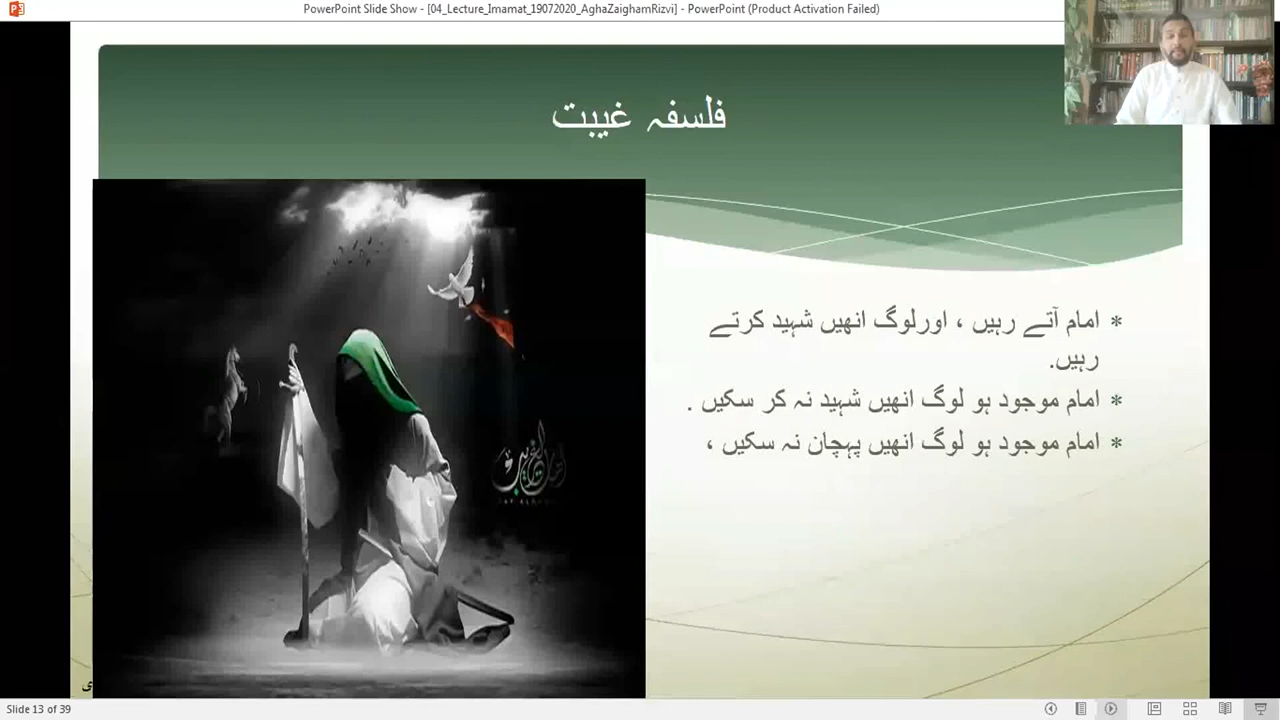 PowerPoint Slide Show - [04_Lecture_Imamat_19072020_AghaZaighamRizvi] - PowerPoint (Product Activation Failed)
فلسفہ غیبت
* امام آتے رہیں ، اورلوگ انھیں شہید کرتے
رہیں.
* امام موجود ہو لوگ انھیں شہید نہ کر سکیں .
* امام موجود ہو لوگ انھیں پہچان نہ سکیں ،
Slide 13 of 39